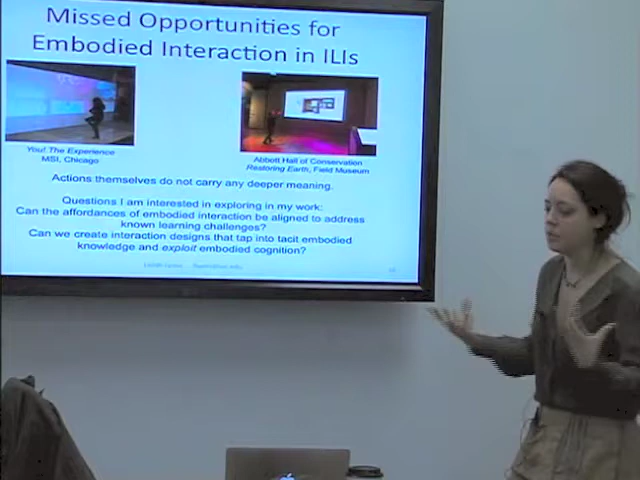 Missed Opportunities for
Embodied Interaction in ILIs
You! The Experience
MSI, Chicago
Abbott Hall of Conservation
Restoring Earth, Field Museum
Actions themselves do not carry any deeper meaning.
Questions I am interested in exploring in my work:
Can the affordances of embodied interaction be aligned to address
known learning challenges?
Can we create interaction designs that tap into tacit embodied
knowledge and exploit embodied cognition?